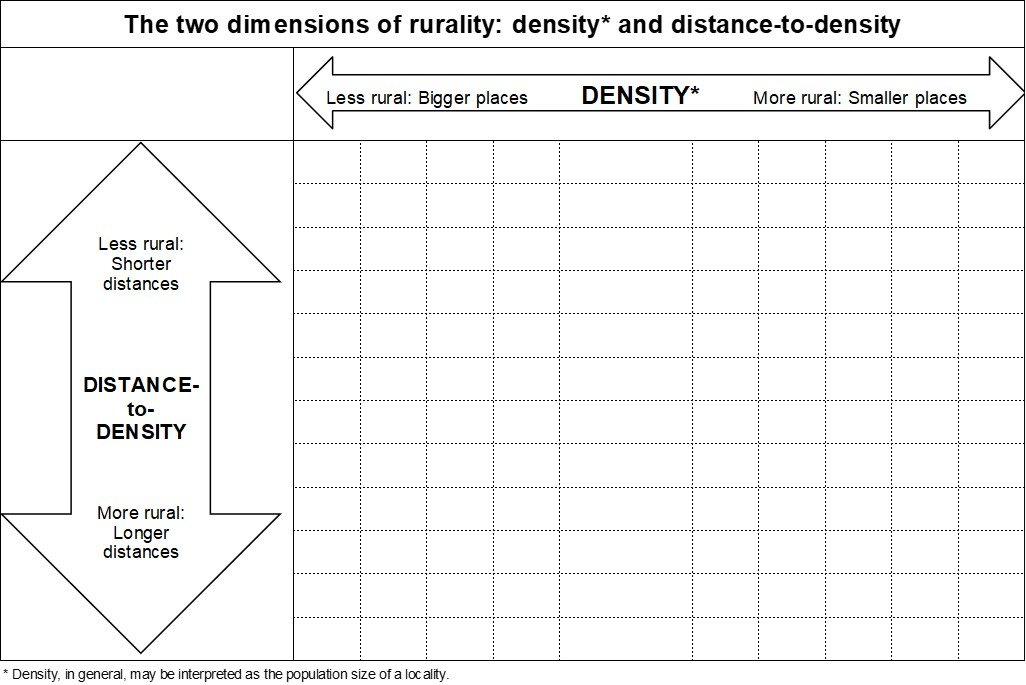 The two dimensions of rurality: density* and distance-to-density
Less rural: Bigger places DENSITY* More rural: Smaller places
Less rural:
Shorter
distances
DISTANCE-
to-
DENSITY
More rural:
Longer
distances
* Density, in general, may be interpreted as the population size of a locality.